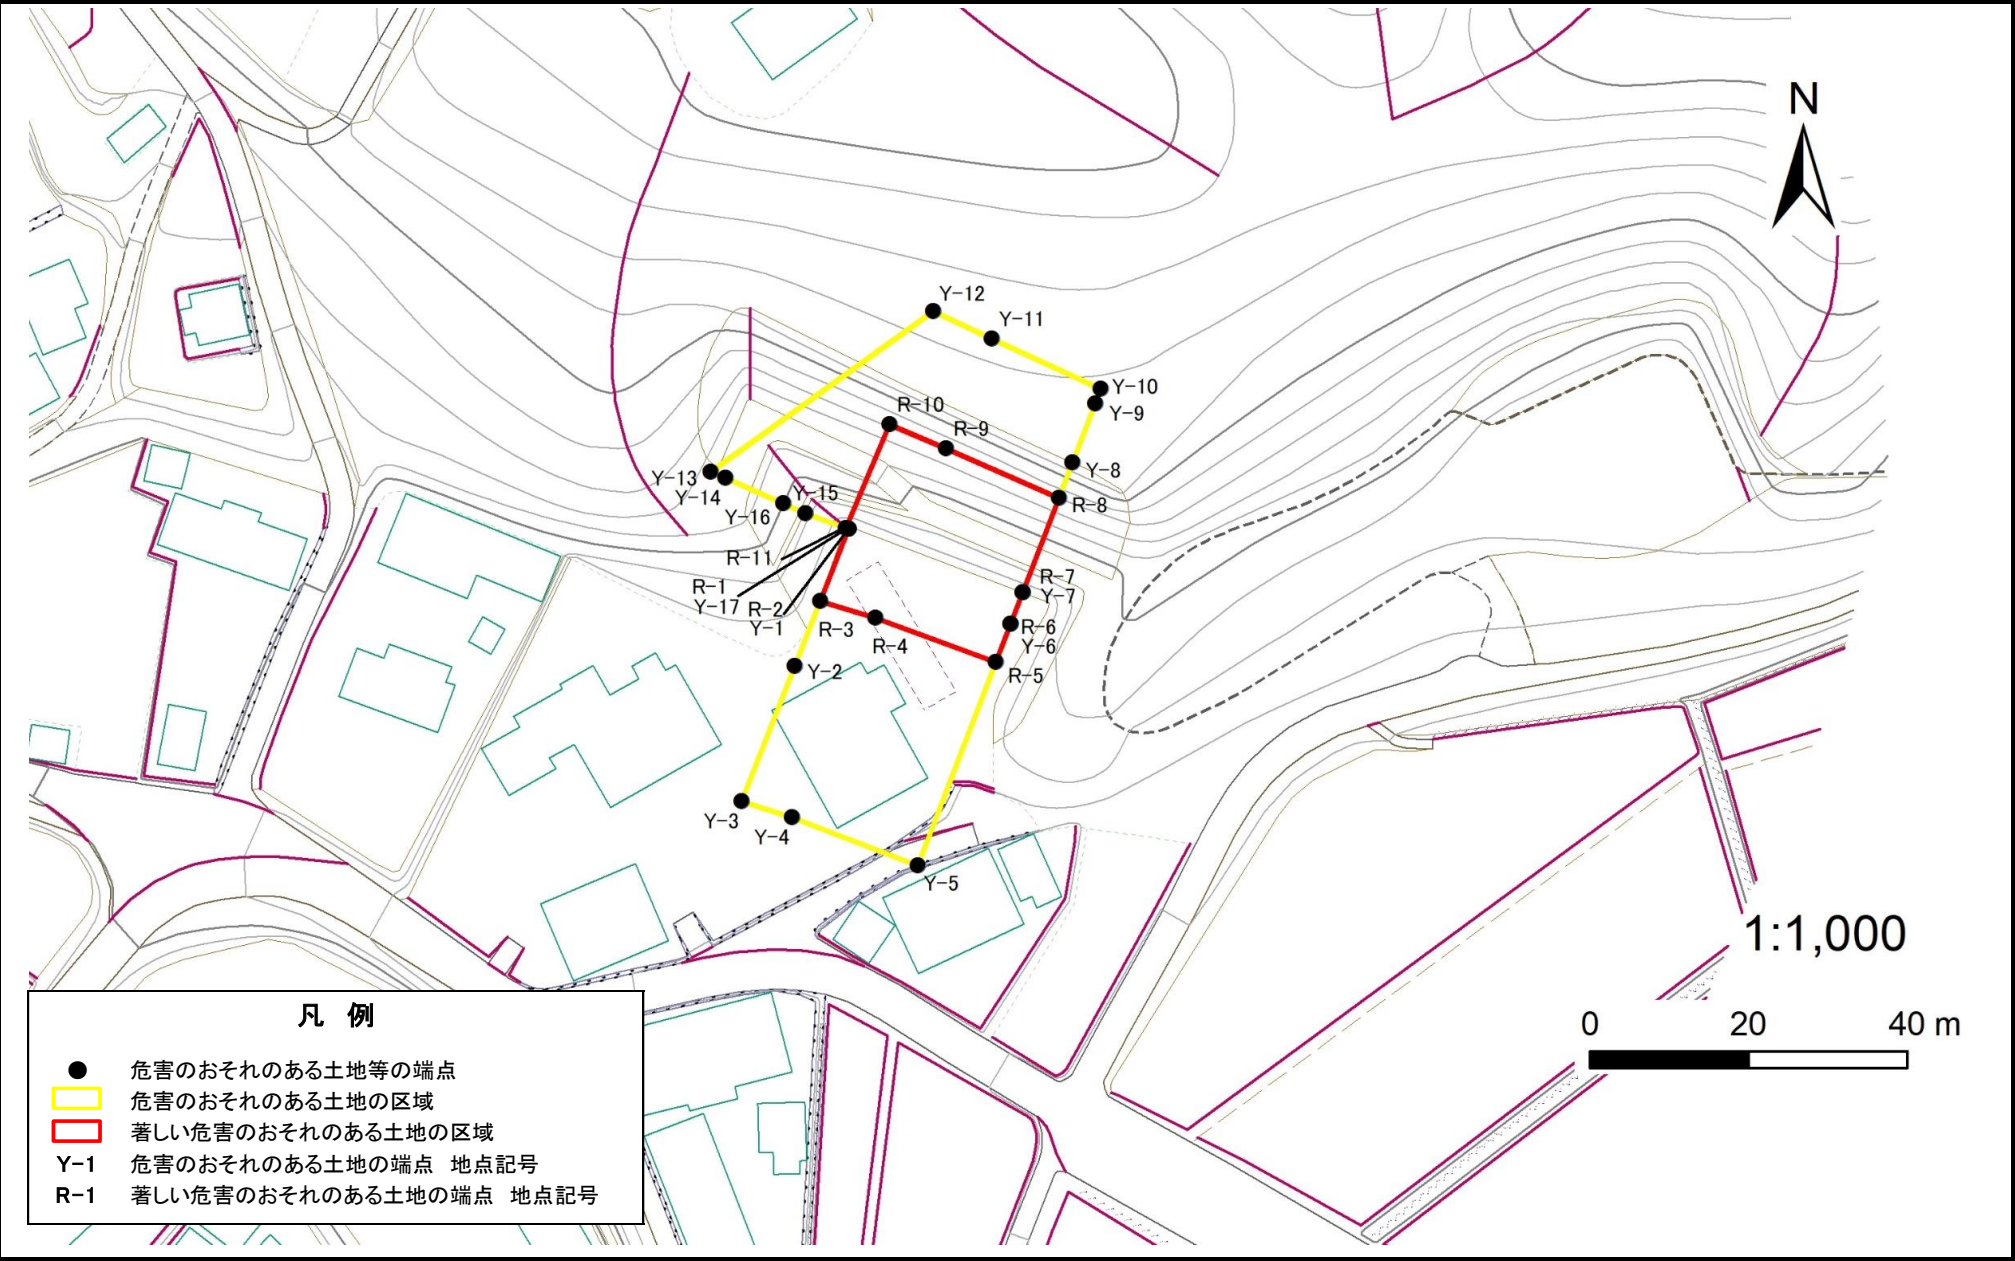 N
Y-12
Y-11
Y-10
Y-9
R-10
R-9
Y-8
R-8
Y-13
Y-14
Y-15
Y-16
R-11
R-1
Y-17
R-2
Y-1
R-7
Y-7
R-6
Y-6
R-3
R-4
R-5
Y-2
Y-3
Y-4
Y-5
1:1,000
0 20 40 m
凡 例
危害のおそれのある土地等の端点
危害のおそれのある土地の区域
著しい危害のおそれのある土地の区域
Y-1 危害のおそれのある土地の端点 地点記号
R-1 著しい危害のおそれのある土地の端点 地点記号